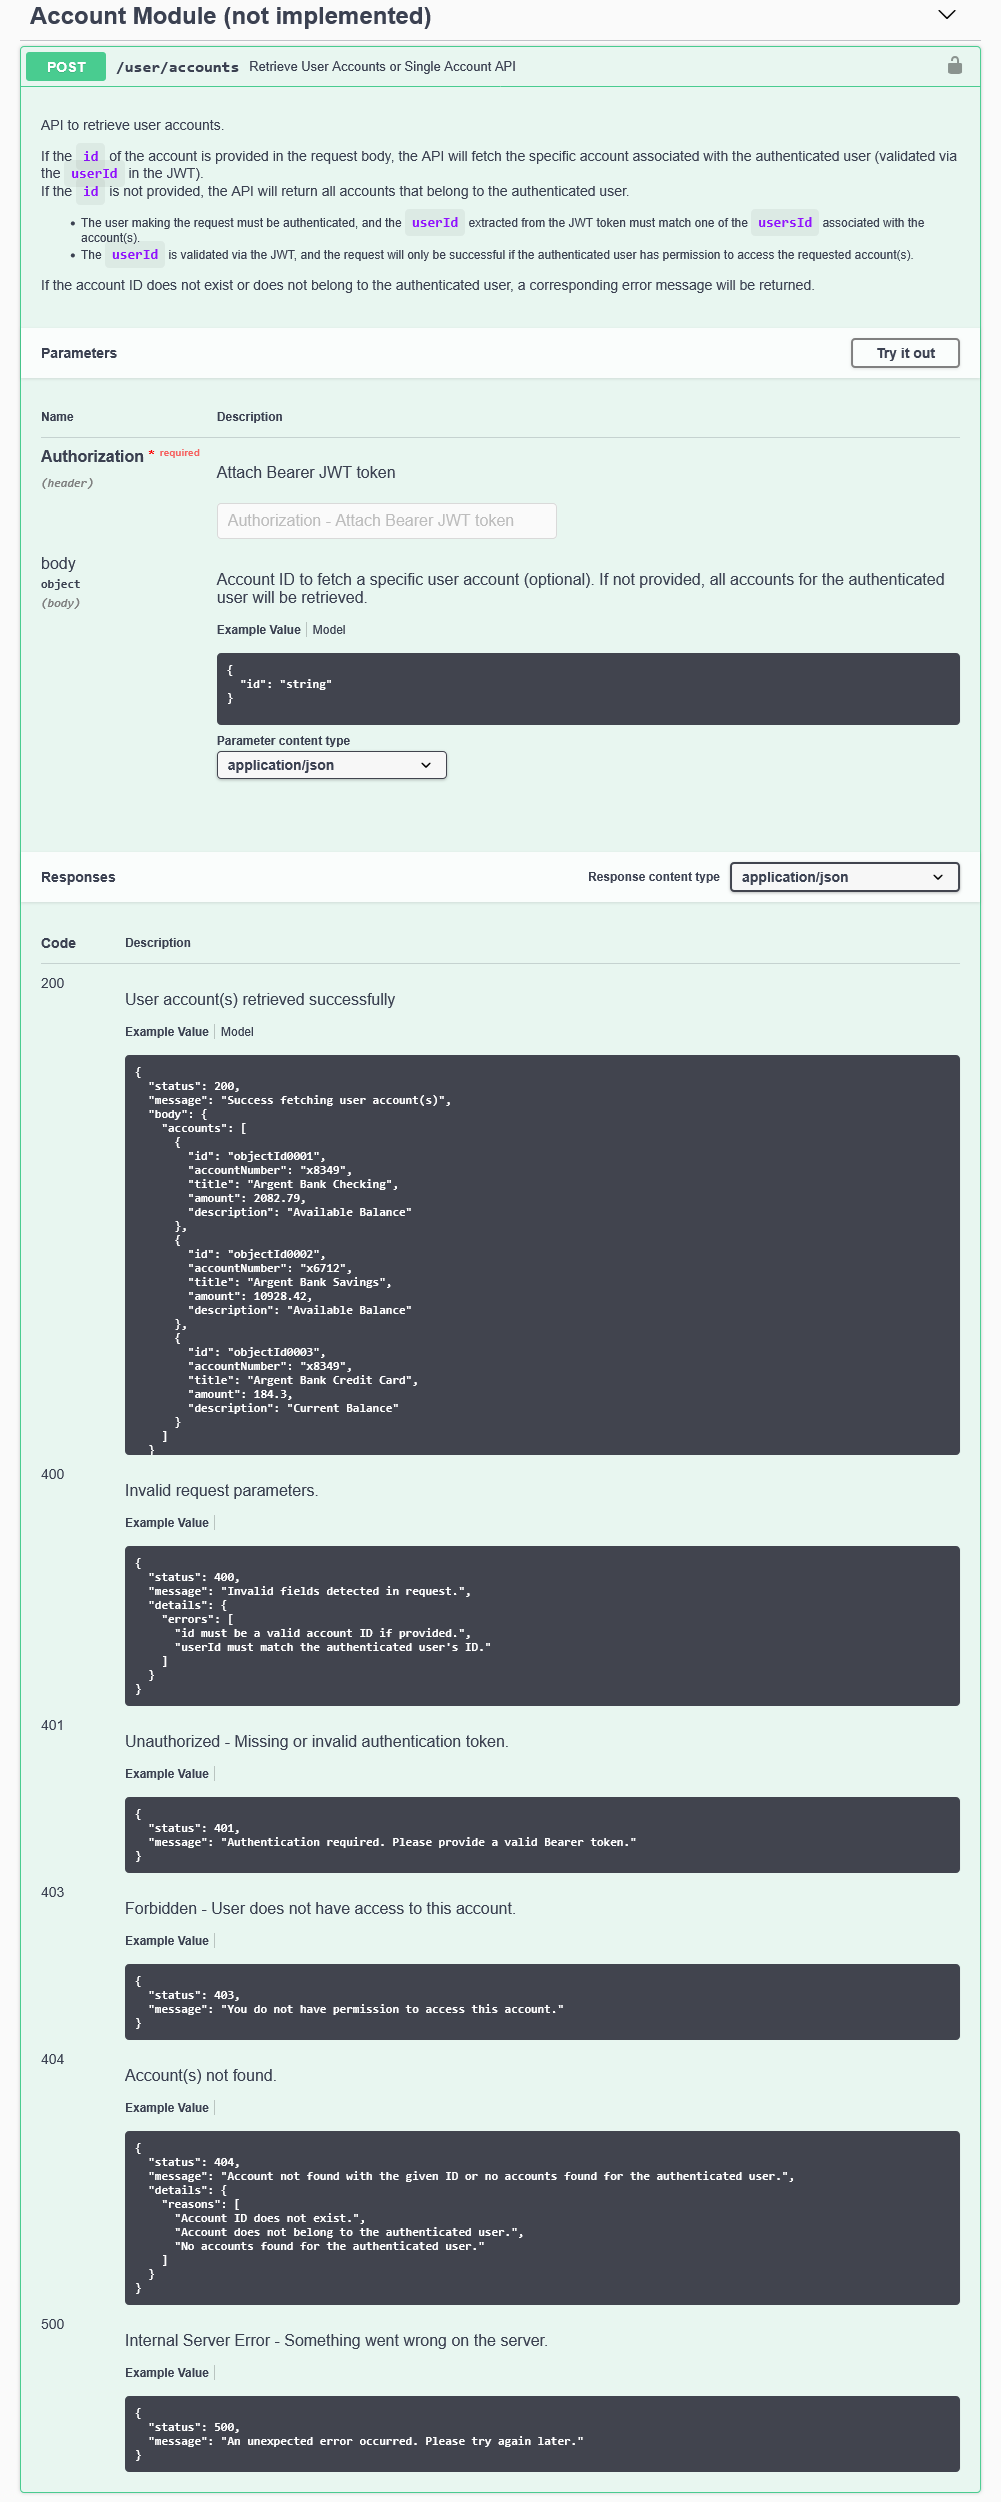 Account Module (not implemented)
POST /user/accounts Retrieve User Accounts or Single Account API
API to retrieve user accounts.
If the id of the account is provided in the request body, the API will fetch the specific account associated with the authenticated user (validated via
the userId in the JWT).
If the id is not provided, the API will return all accounts that belong to the authenticated user.
• The user making the request must be authenticated, and the userId extracted from the JWT token must match one of the usersId associated with the
account(s).
• The userId is validated via the JWT, and the request will only be successful if the authenticated user has permission to access the requested account(s).
If the account ID does not exist or does not belong to the authenticated user, a corresponding error message will be returned.
Parameters Try it out
Name Description
Authorization * required
(header)
Attach Bearer JWT token
Authorization - Attach Bearer JWT token
body
object
(body)
Account ID to fetch a specific user account (optional). If not provided, all accounts for the authenticated
user will be retrieved.
Example Value Model
{
  "id": "string"
}
Parameter content type
application/json
Responses Response content type application/json
Code Description
200
User account(s) retrieved successfully
Example Value Model
{
  "status": 200,
  "message": "Success fetching user account(s)",
  "body": {
    "accounts": [
      {
        "id": "objectId0001",
        "accountNumber": "x8349",
        "title": "Argent Bank Checking",
        "amount": 2082.79,
        "description": "Available Balance"
      },
      {
        "id": "objectId0002",
        "accountNumber": "x6712",
        "title": "Argent Bank Savings",
        "amount": 10928.42,
        "description": "Available Balance"
      },
      {
        "id": "objectId0003",
        "accountNumber": "x8349",
        "title": "Argent Bank Credit Card",
        "amount": 184.3,
        "description": "Current Balance"
      }
    ]
  }
400
Invalid request parameters.
Example Value
{
  "status": 400,
  "message": "Invalid fields detected in request.",
  "details": {
    "errors": [
      "id must be a valid account ID if provided.",
      "userId must match the authenticated user's ID."
    ]
  }
}
401
Unauthorized - Missing or invalid authentication token.
Example Value
{
  "status": 401,
  "message": "Authentication required. Please provide a valid Bearer token."
}
403
Forbidden - User does not have access to this account.
Example Value
{
  "status": 403,
  "message": "You do not have permission to access this account."
}
404
Account(s) not found.
Example Value
{
  "status": 404,
  "message": "Account not found with the given ID or no accounts found for the authenticated user.",
  "details": {
    "reasons": [
      "Account ID does not exist.",
      "Account does not belong to the authenticated user.",
      "No accounts found for the authenticated user."
    ]
  }
}
500
Internal Server Error - Something went wrong on the server.
Example Value
{
  "status": 500,
  "message": "An unexpected error occurred. Please try again later."
}